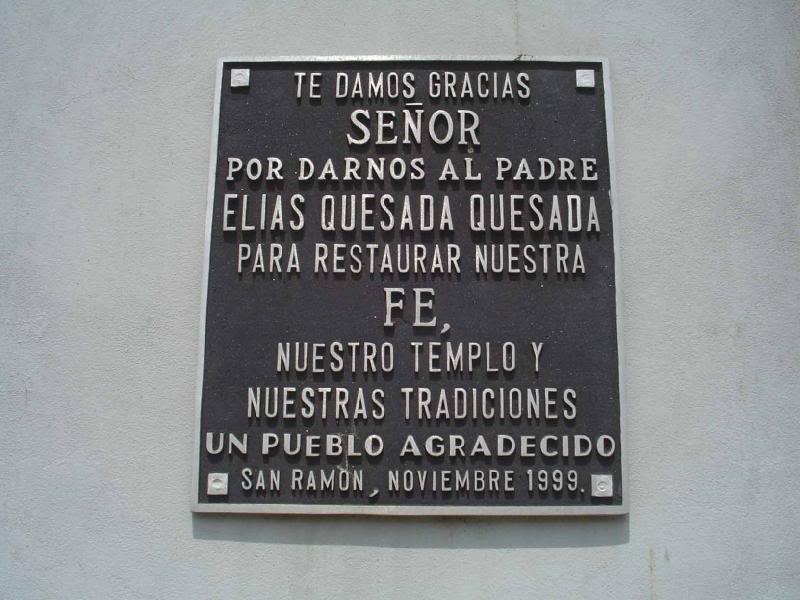 TE DAMOS GRACIAS
SEÑOR
POR DARNOS AL PADRE
ELIAS QUESADA QUESADA
PARA RESTAURAR NUESTRA
FE,
NUESTRO TEMPLO Y
NUESTRAS TRADICIONES
UN PUEBLO AGRADECIDO
SAN RAMON, NOVIEMBRE 1999.